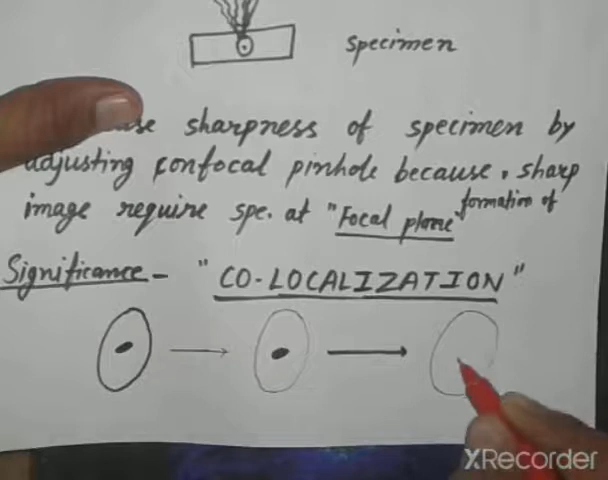 specimen
sharpness of specimen by
adjusting confocal pinhole because, sharp
image require spe. at "Focal plane" formation of
Significance - "CO-LOCALIZATION"
XRecorder